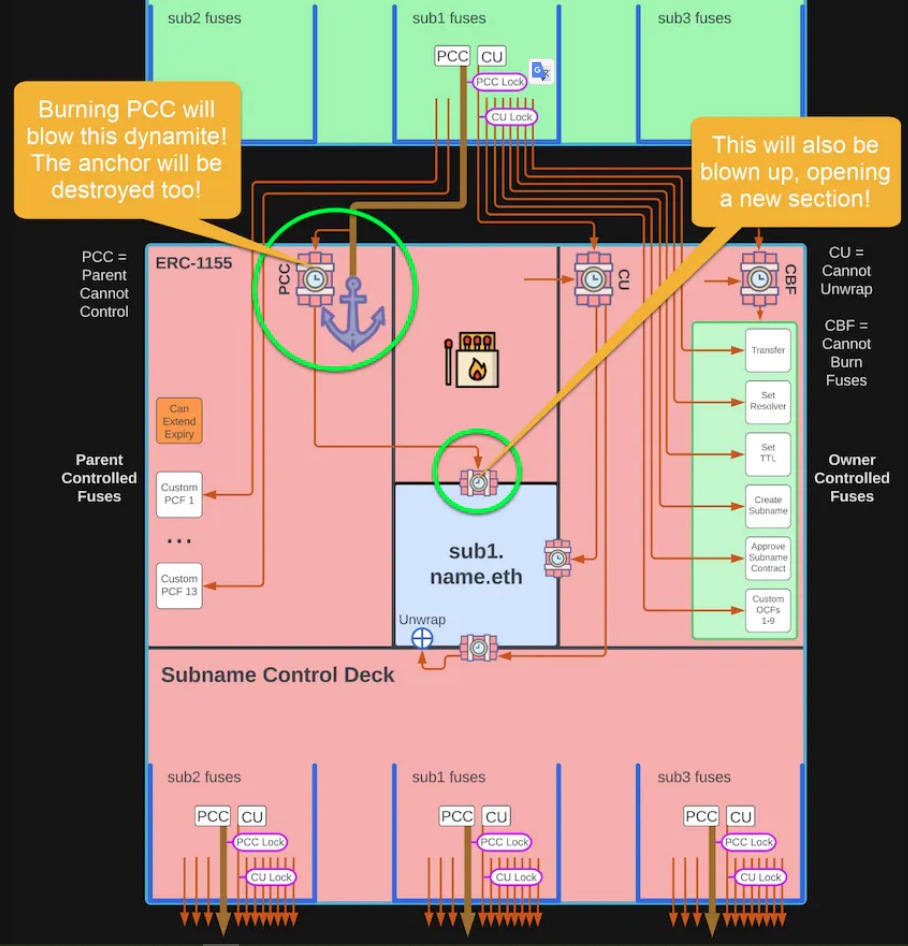 sub2 fuses
sub1 fuses
sub3 fuses
PCC
CU
PCC Lock
CU Lock
Burning PCC will
blow this dynamite!
The anchor will be
destroyed too!
This will also be
blown up, opening
a new section!
PCC =
Parent
Cannot
Control
ERC-1155
PCC
CU
CBF
CU =
Cannot
Unwrap
CBF =
Cannot
Burn
Fuses
Can
Extend
Expiry
Parent
Controlled
Fuses
Custom
PCF 1
...
Custom
PCF 13
Transfer
Set
Resolver
Set
TTL
Create
Subname
Approve
Subname
Contract
Custom
OCFs
1-9
Owner
Controlled
Fuses
sub1.
name.eth
Unwrap
Subname Control Deck
sub2 fuses
sub1 fuses
sub3 fuses
PCC
CU
PCC Lock
CU Lock
PCC
CU
PCC Lock
CU Lock
PCC
CU
PCC Lock
CU Lock